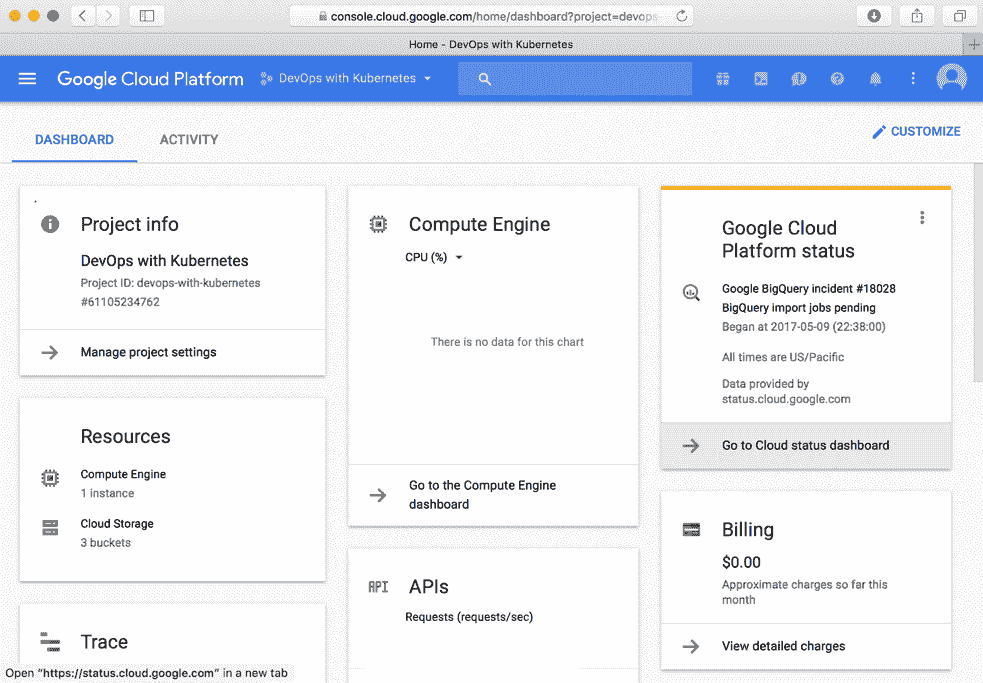 console.cloud.google.com/home/dashboard?project=devops-
Home - DevOps with Kubernetes
Google Cloud Platform
DevOps with Kubernetes
DASHBOARD
ACTIVITY
CUSTOMIZE
Project info
DevOps with Kubernetes
Project ID: devops-with-kubernetes
#61105234762
Manage project settings
Resources
Compute Engine
1 instance
Cloud Storage
3 buckets
Trace
Compute Engine
CPU (%)
There is no data for this chart
Go to the Compute Engine
dashboard
API
APIs
Requests (requests/sec)
Google Cloud
Platform status
Google BigQuery incident #18028
BigQuery import jobs pending
Began at 2017-05-09 (22:38:00)
All times are US/Pacific
Data provided by
status.cloud.google.com
Go to Cloud status dashboard
Billing
$0.00
Approximate charges so far this
month
View detailed charges
Open “https://status.cloud.google.com” in a new tab